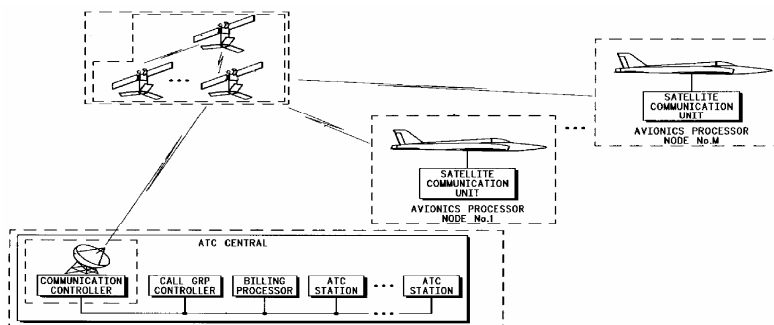 SATELLITE
COMMUNICATION
UNIT
AVIONICS PROCESSOR
NODE No.M
SATELLITE
COMMUNICATION
UNIT
AVIONICS PROCESSOR
NODE No.1
ATC CENTRAL
COMMUNICATION
CONTROLLER
CALL GRP
CONTROLLER
BILLING
PROCESSOR
ATC
STATION
ATC
STATION